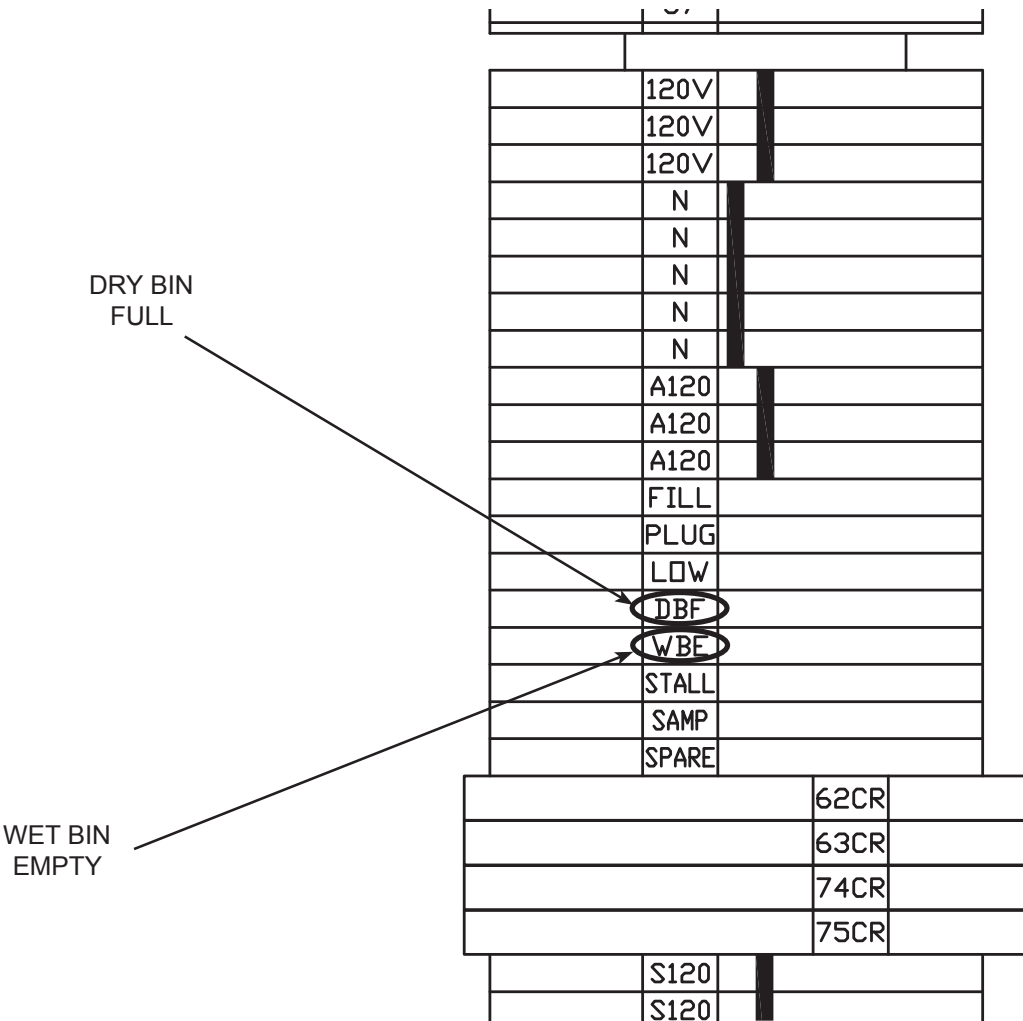 120V
120V
120V
N
N
N
N
N
A120
A120
A120
FILL
PLUG
LOW
DBF
WBE
STALL
SAMP
SPARE
62CR
63CR
74CR
75CR
S120
S120
DRY BIN
FULL
WET BIN
EMPTY